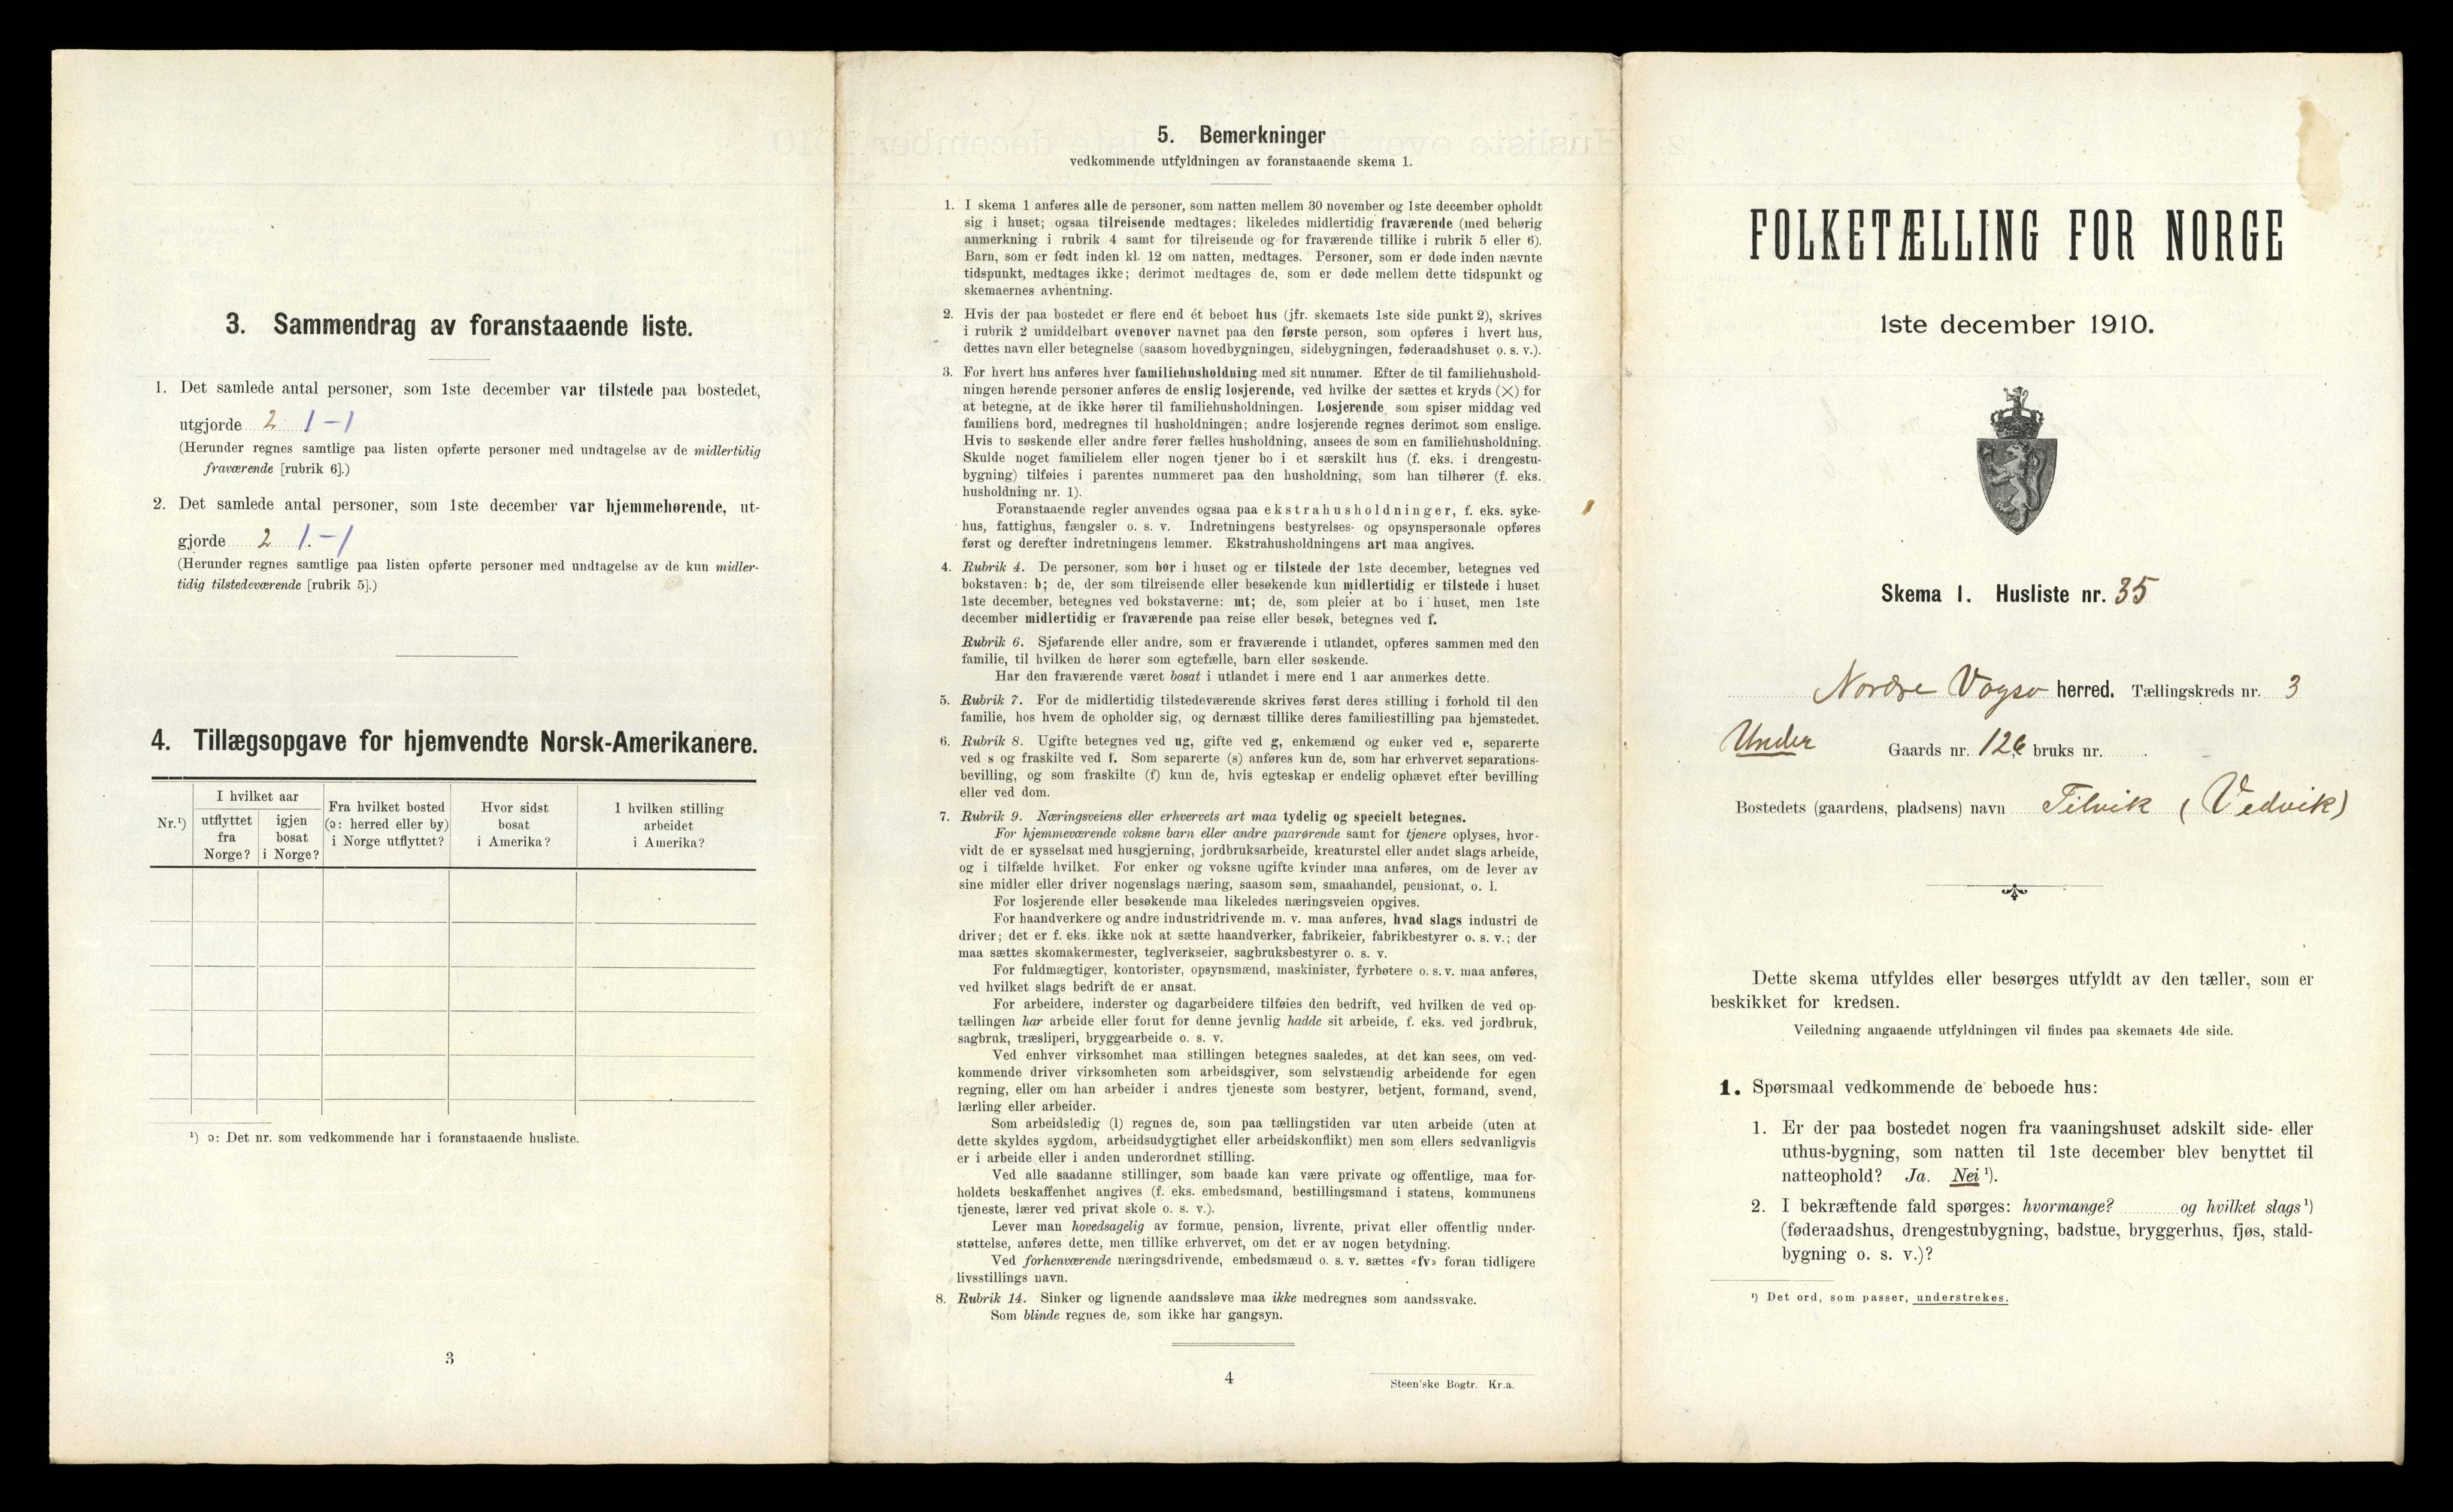 3. Sammendrag av foranstaaende liste.
1. Det samlede antal personer, som 1ste december var tilstede paa bostedet,
utgjorde 2 1-1
(Herunder regnes samtlige paa listen opførte personer med undtagelse av de midlertidig
fraværende [rubrik 6].)
2. Det samlede antal personer, som 1ste december var hjemmehørende, ut-
gjorde 2 1.-1
(Herunder regnes samtlige paa listen opførte personer med undtagelse av de kun midler-
tidig tilstedeværende [rubrik 5].)
4. Tillægsopgave for hjemvendte Norsk-Amerikanere.
Nr.¹)
I hvilket aar
utflyttet
fra
Norge?
igjen
bosat
i Norge?
Fra hvilket bosted
(ɔ: herred eller by)
i Norge utflyttet?
Hvor sidst
bosat
i Amerika?
I hvilken stilling
arbeidet
i Amerika?
¹) ɔ: Det nr. som vedkommende har i foranstaaende husliste.
3
5. Bemerkninger
vedkommende utfyldningen av foranstaaende skema 1.
1. I skema 1 anføres alle de personer, som natten mellem 30 november og 1ste december opholdt
sig i huset; ogsaa tilreisende medtages; likeledes midlertidig fraværende (med behørig
anmerkning i rubrik 4 samt for tilreisende og for fraværende tillike i rubrik 5 eller 6).
Barn, som er født inden kl. 12 om natten, medtages. Personer, som er døde inden nævnte
tidspunkt, medtages ikke; derimot medtages de, som er døde mellem dette tidspunkt og
skemaernes avhentning.
2. Hvis der paa bostedet er flere end ét beboet hus (jfr. skemaets 1ste side punkt 2), skrives
i rubrik 2 umiddelbart ovenover navnet paa den første person, som opføres i hvert hus,
dettes navn eller betegnelse (saasom hovedbygningen, sidebygningen, føderaadshuset o. s. v.).
3. For hvert hus anføres hver familiehusholdning med sit nummer. Efter de til familiehushold-
ningen hørende personer anføres de enslig losjerende, ved hvilke der sættes et kryds (×) for
at betegne, at de ikke hører til familiehusholdningen. Losjerende som spiser middag ved
familiens bord, medregnes til husholdningen; andre losjerende regnes derimot som enslige.
Hvis to søskende eller andre fører fælles husholdning, ansees de som en familiehusholdning.
Skulde noget familielem eller nogen tjener bo i et særskilt hus (f. eks. i drengestu-
bygning) tilføies i parentes nummeret paa den husholdning, som han tilhører (f. eks.
husholdning nr. 1).
Foranstaaende regler anvendes ogsaa paa ekstrahusholdninger, f. eks. syke-
hus, fattighus, fængsler o. s. v. Indretningens bestyrelses- og opsynspersonale opføres
først og derefter indretningens lemmer. Ekstrahusholdningens art maa angives.
4. Rubrik 4. De personer, som bor i huset og er tilstede der 1ste december, betegnes ved
bokstaven: b; de, der som tilreisende eller besøkende kun midlertidig er tilstede i huset
1ste december, betegnes ved bokstaverne: mt; de, som pleier at bo i huset, men 1ste
december midlertidig er fraværende paa reise eller besøk, betegnes ved f.
Rubrik 6. Sjøfarende eller andre, som er fraværende i utlandet, opføres sammen med den
familie, til hvilken de hører som egtefælle, barn eller søskende.
Har den fraværende været bosat i utlandet i mere end 1 aar anmerkes dette.
5. Rubrik 7. For de midlertidig tilstedeværende skrives først deres stilling i forhold til den
familie, hos hvem de opholder sig, og dernæst tillike deres familiestilling paa hjemstedet.
6. Rubrik 8. Ugifte betegnes ved ug, gifte ved g, enkemænd og enker ved e, separerte
ved s og fraskilte ved f. Som separerte (s) anføres kun de, som har erhvervet separations-
bevilling, og som fraskilte (f) kun de, hvis egteskap er endelig ophævet efter bevilling
eller ved dom.
7. Rubrik 9. Næringsveiens eller erhvervets art maa tydelig og specielt betegnes.
For hjemmeværende voksne barn eller andre paarørende samt for tjenere oplyses, hvor-
vidt de er sysselsat med husgjerning, jordbruksarbeide, kreaturstel eller andet slags arbeide,
og i tilfælde hvilket. For enker og voksne ugifte kvinder maa anføres, om de lever av
sine midler eller driver nogenslags næring, saasom søm, smaahandel, pensionat, o. l.
For losjerende eller besøkende maa likeledes næringsveien opgives.
For haandverkere og andre industridrivende m. v. maa anføres, hvad slags industri de
driver; det er f. eks. ikke nok at sætte haandverker, fabrikeier, fabrikbestyrer o. s. v.; der
maa sættes skomakermester, teglverkseier, sagbruksbestyrer o. s. v.
For fuldmægtiger, kontorister, opsynsmænd, maskinister, fyrbøtere o. s. v. maa anføres,
ved hvilket slags bedrift de er ansat.
For arbeidere, inderster og dagarbeidere tilføies den bedrift, ved hvilken de ved op-
tællingen har arbeide eller forut for denne jevnlig hadde sit arbeide, f. eks. ved jordbruk,
sagbruk, træsliperi, bryggearbeide o. s. v.
Ved enhver virksomhet maa stillingen betegnes saaledes, at det kan sees, om ved-
kommende driver virksomheten som arbeidsgiver, som selvstændig arbeidende for egen
regning, eller om han arbeider i andres tjeneste som bestyrer, betjent, formand, svend,
lærling eller arbeider.
Som arbeidsledig (l) regnes de, som paa tællingstiden var uten arbeide (uten at
dette skyldes sygdom, arbeidsudygtighet eller arbeidskonflikt) men som ellers sedvanligvis
er i arbeide eller i anden underordnet stilling.
Ved alle saadanne stillinger, som baade kan være private og offentlige, maa for-
holdets beskaffenhet angives (f. eks. embedsmand, bestillingsmand i statens, kommunens
tjeneste, lærer ved privat skole o. s. v.).
Lever man hovedsagelig av formue, pension, livrente, privat eller offentlig under-
støttelse, anføres dette, men tillike erhvervet, om det er av nogen betydning.
Ved forhenværende næringsdrivende, embedsmænd o. s. v. sættes «fv» foran tidligere
livsstillings navn.
8. Rubrik 14. Sinker og lignende aandssløve maa ikke medregnes som aandssvake.
Som blinde regnes de, som ikke har gangsyn.
4
Steen'ske Bogtr. Kr.a.
FOLKETÆLLING FOR NORGE
1ste december 1910.
Skema 1. Husliste nr. 35
Nordre Vogsø herred. Tællingskreds nr. 3
Under Gaards nr. 126 bruks nr.
Bostedets (gaardens, pladsens) navn Tilvik (Vedvik)
Dette skema utfyldes eller besørges utfyldt av den tæller, som er
beskikket for kredsen.
Veiledning angaaende utfyldningen vil findes paa skemaets 4de side.
1. Spørsmaal vedkommende de beboede hus:
1. Er der paa bostedet nogen fra vaaningshuset adskilt side- eller
uthus-bygning, som natten til 1ste december blev benyttet til
natteophold? Ja. Nei ¹).
2. I bekræftende fald spørges: hvormange? og hvilket slags ¹)
(føderaadshus, drengestubygning, badstue, bryggerhus, fjøs, stald-
bygning o. s. v.)?
¹) Det ord, som passer, understrekes.